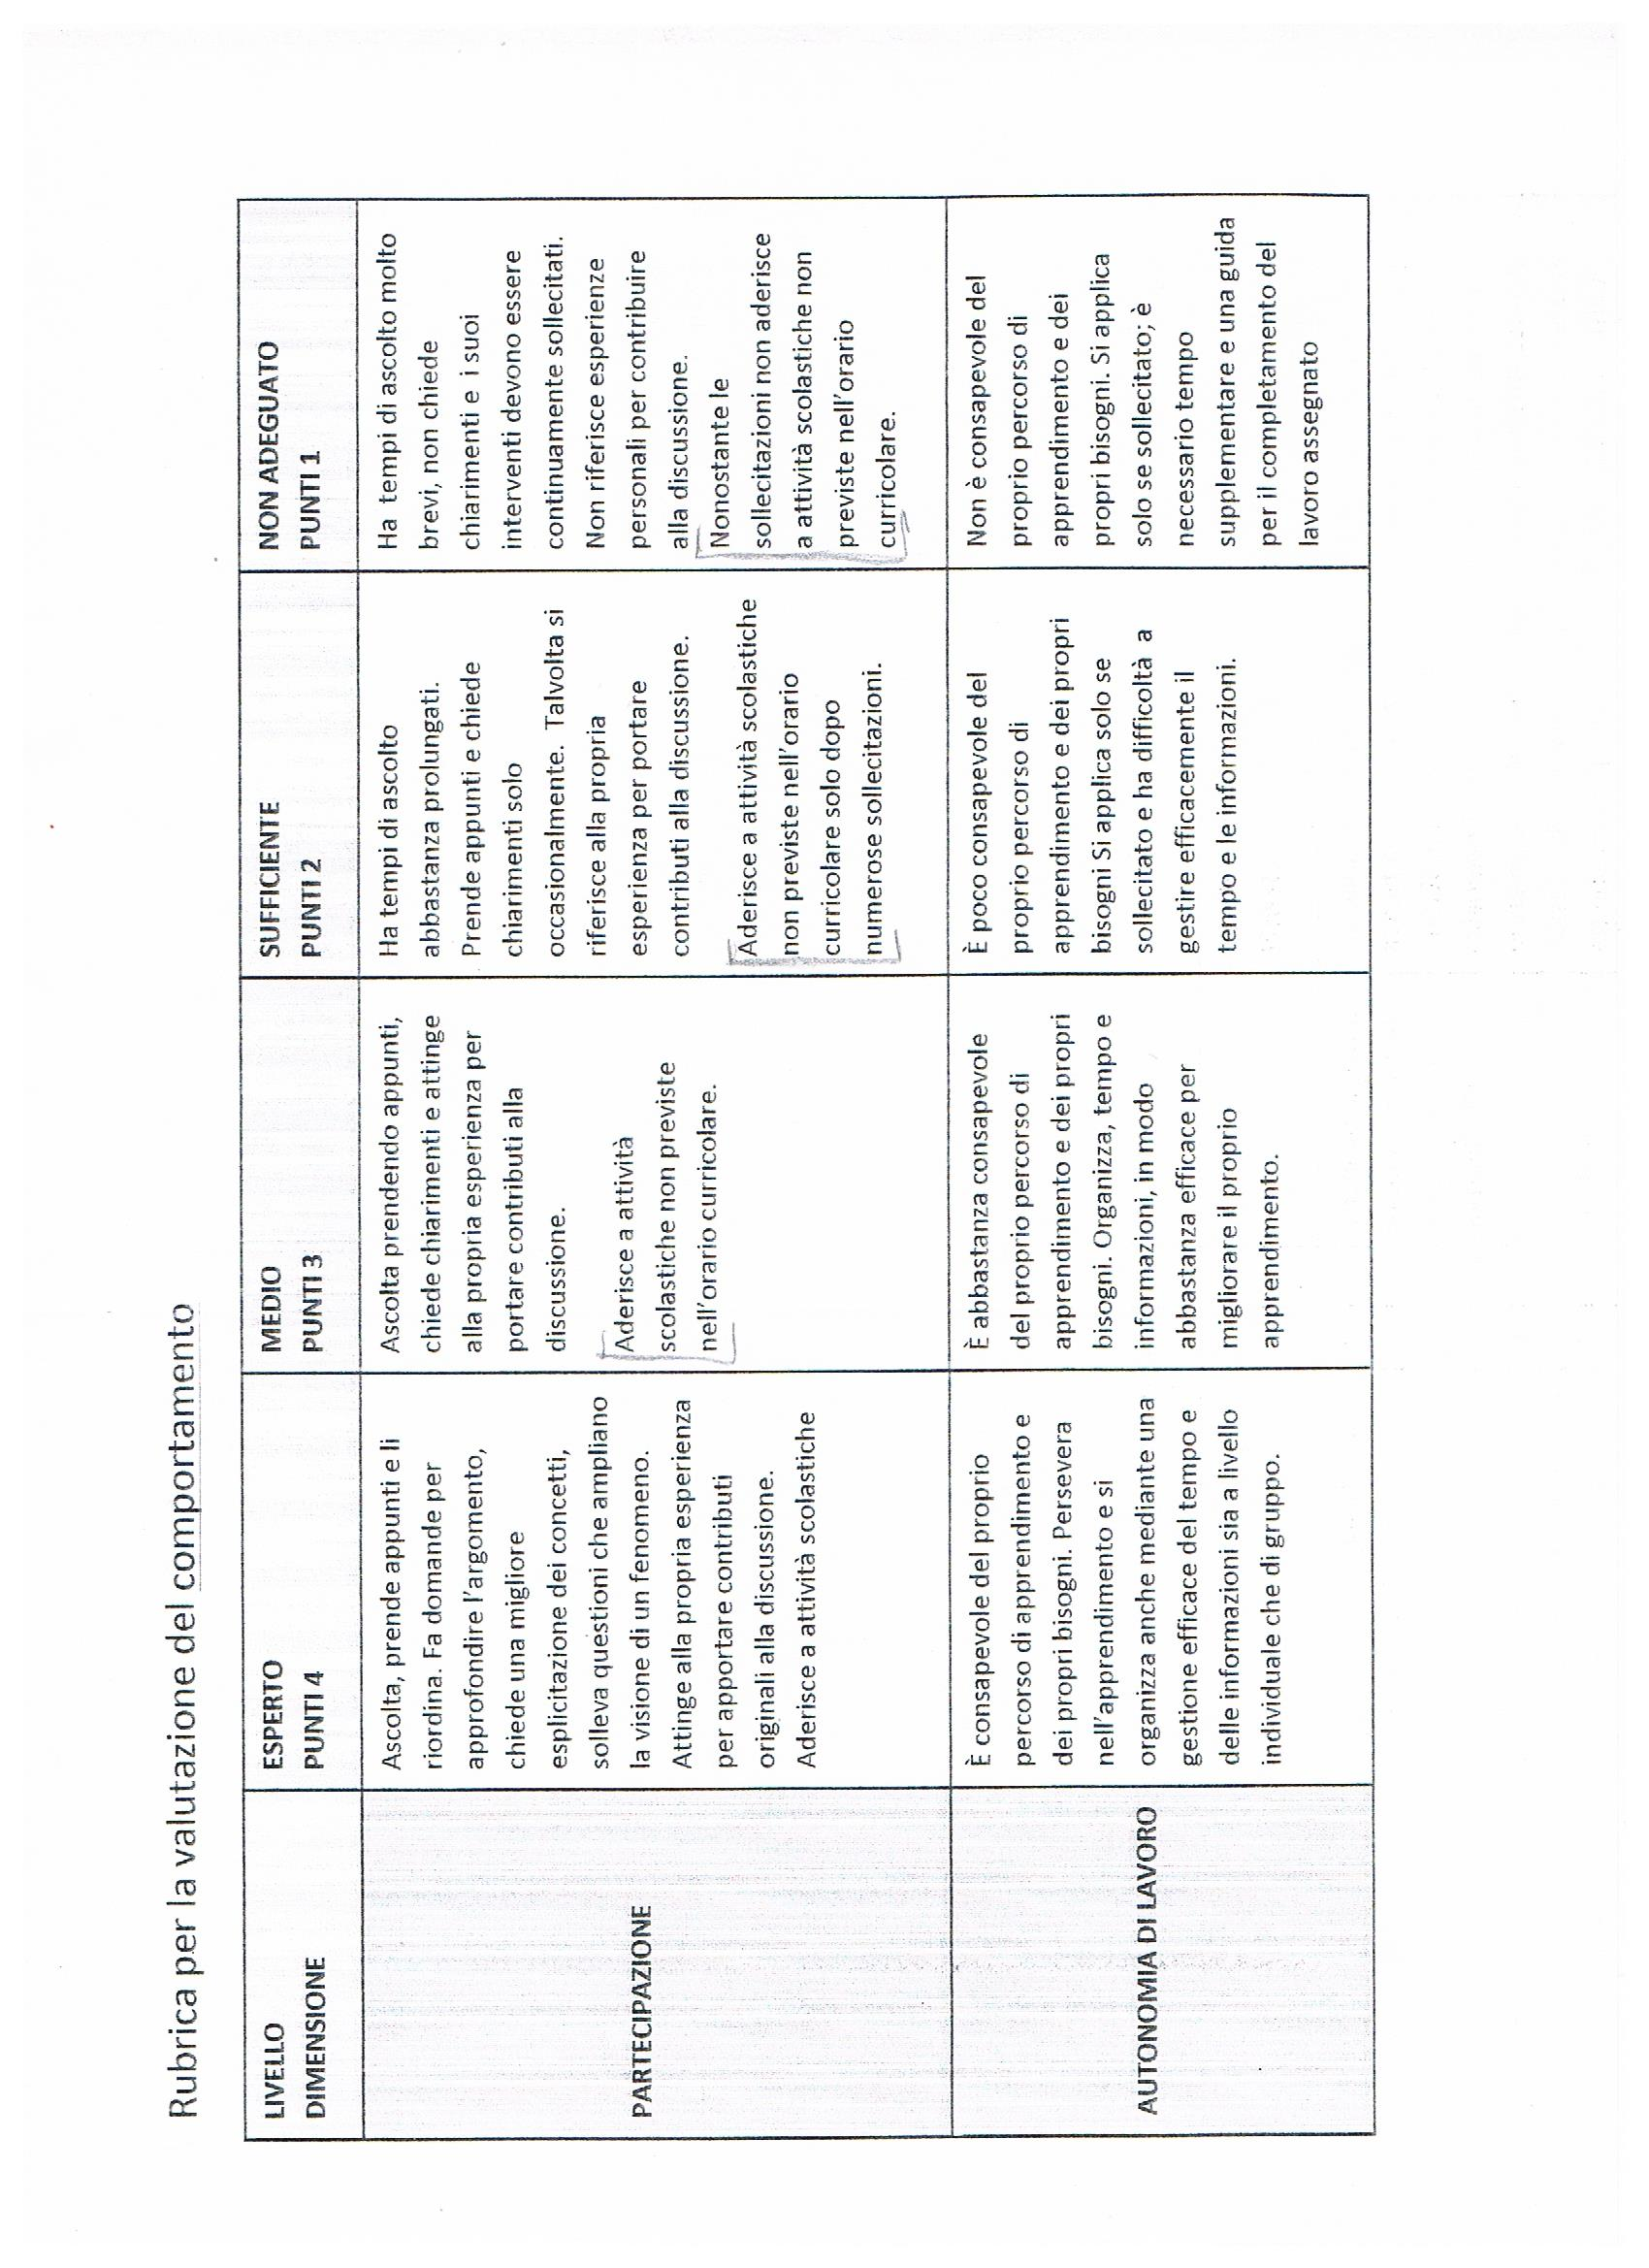 Rubrica per la valutazione del comportamento
LIVELLO
DIMENSIONE
ESPERTO
PUNTI 4
MEDIO
PUNTI 3
SUFFICIENTE
PUNTI 2
NON ADEGUATO
PUNTI 1
PARTECIPAZIONE
Ascolta, prende appunti e li
riordina. Fa domande per
approfondire l'argomento,
chiede una migliore
esplicitazione dei concetti,
solleva questioni che ampliano
la visione di un fenomeno.
Attinge alla propria esperienza
per apportare contributi
originali alla discussione.
Aderisce a attività scolastiche
Ascolta prendendo appunti,
chiede chiarimenti e attinge
alla propria esperienza per
portare contributi alla
discussione.
Aderisce a attività
scolastiche non previste
nell'orario curricolare.
Ha tempi di ascolto
abbastanza prolungati.
Prende appunti e chiede
chiarimenti solo
occasionalmente. Talvolta si
riferisce alla propria
esperienza per portare
contributi alla discussione.
Aderisce a attività scolastiche
non previste nell'orario
curricolare solo dopo
numerose sollecitazioni.
Ha tempi di ascolto molto
brevi, non chiede
chiarimenti e i suoi
interventi devono essere
continuamente sollecitati.
Non riferisce esperienze
personali per contribuire
alla discussione.
Nonostante le
sollecitazioni non aderisce
a attività scolastiche non
previste nell'orario
curricolare.
AUTONOMIA DI LAVORO
È consapevole del proprio
percorso di apprendimento e
dei propri bisogni. Persevera
nell'apprendimento e si
organizza anche mediante una
gestione efficace del tempo e
delle informazioni sia a livello
individuale che di gruppo.
È abbastanza consapevole
del proprio percorso di
apprendimento e dei propri
bisogni. Organizza, tempo e
informazioni, in modo
abbastanza efficace per
migliorare il proprio
apprendimento.
È poco consapevole del
proprio percorso di
apprendimento e dei propri
bisogni Si applica solo se
sollecitato e ha difficoltà a
gestire efficacemente il
tempo e le informazioni.
Non è consapevole del
proprio percorso di
apprendimento e dei
propri bisogni. Si applica
solo se sollecitato; è
necessario tempo
supplementare e una guida
per il completamento del
lavoro assegnato